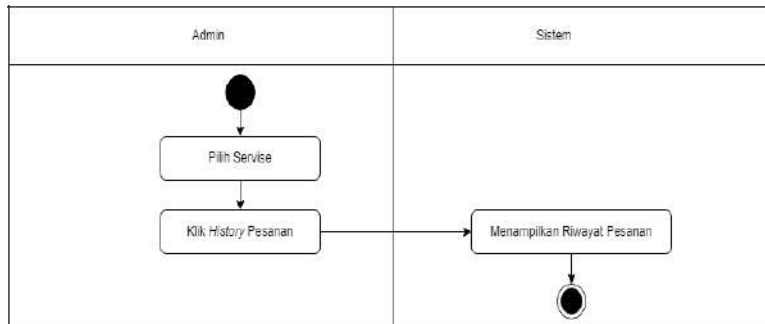 Admin
Sistem
Pilih Servise
Klik History Pesanan
Menampilkan Riwayat Pesanan